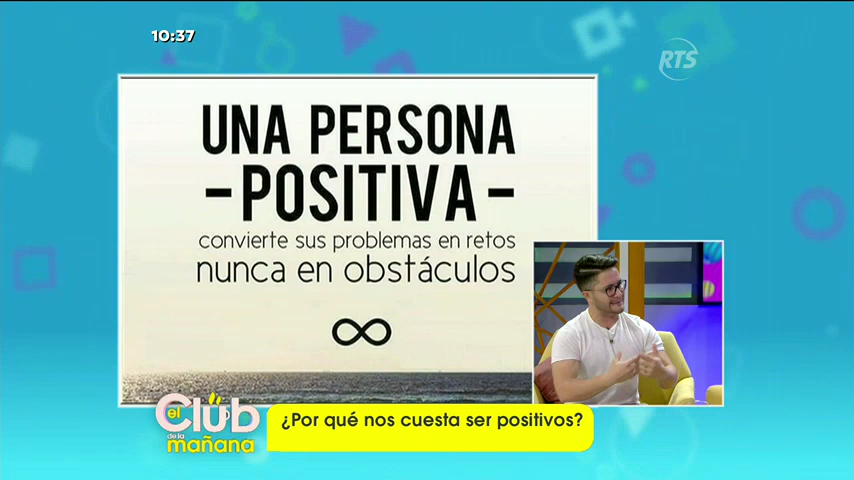 10:37
RTS
UNA PERSONA
-POSITIVA-
convierte sus problemas en retos
nunca en obstáculos
el Club
de la
mañana
¿Por qué nos cuesta ser positivos?